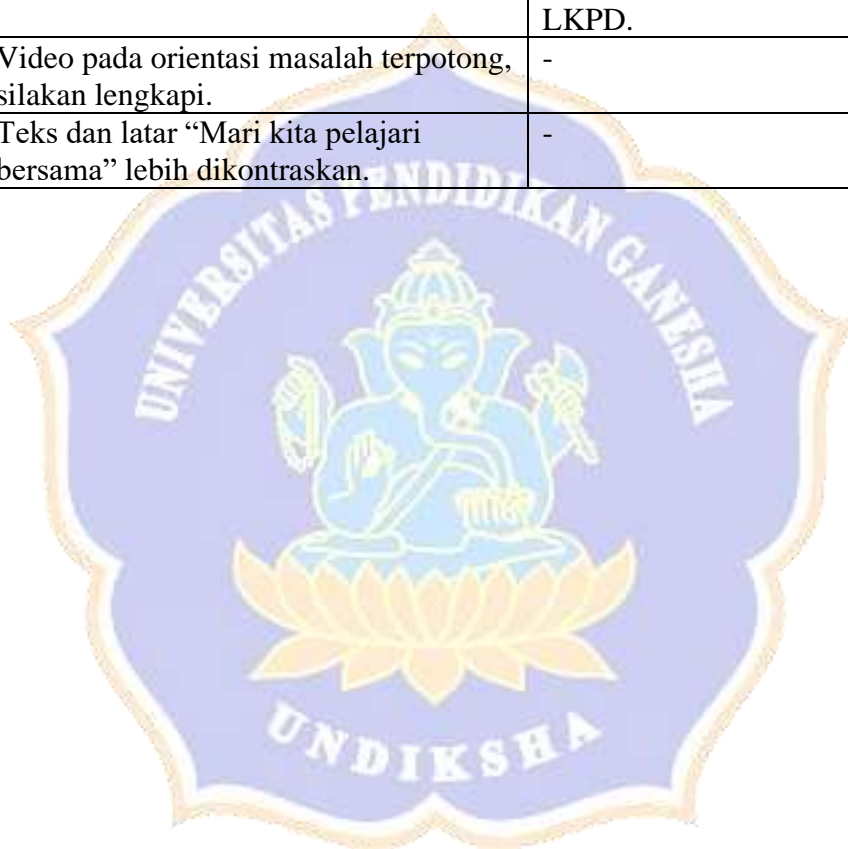 LKPD.
Video pada orientasi masalah terpotong, -
silakan lengkapi.
Teks dan latar “Mari kita pelajari -
bersama” lebih dikontraskan.
UNIVERSITAS PENDIDIKAN GANESHA
UNDIKSHA